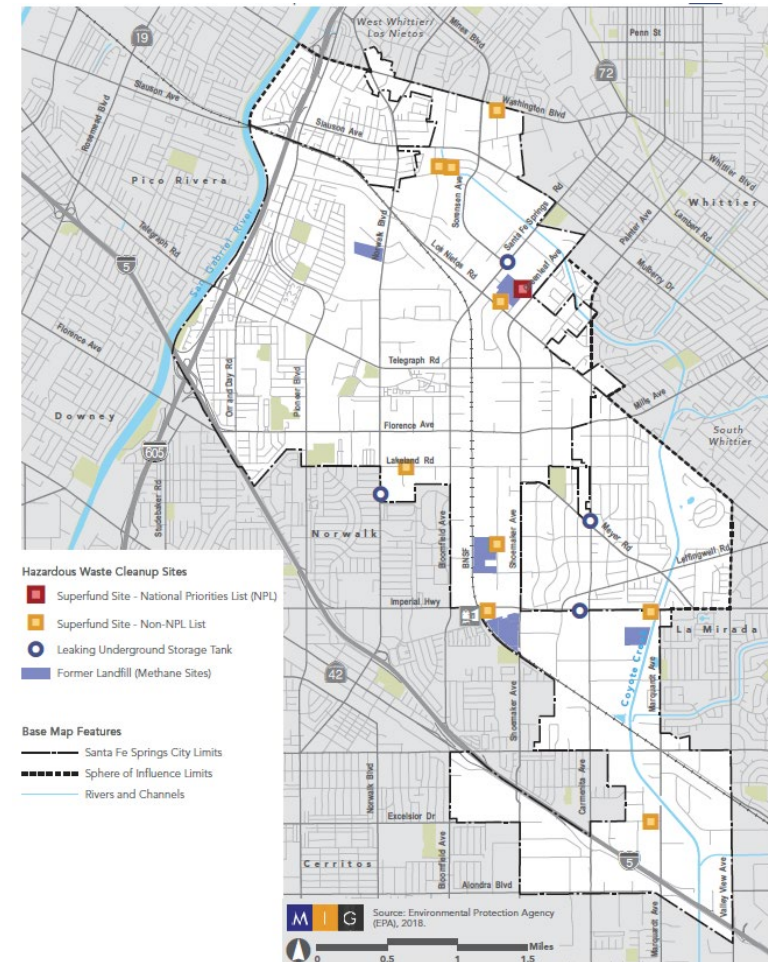 West Whittier/
Los Nietos
Mines Blvd
Penn St
19
72
Slauson Ave
Rosemead Blvd
Washington Blvd
Slauson Ave
Whittier Blvd
Pico Rivera
Sorensen Ave
Santa Fe Springs Rd
Whittier
Painter Ave
Lambert Rd
Telegraph Rd
San Gabriel River
Norwalk Blvd
Los Nietos Rd
Greenleaf Ave
Mulberry Dr
5
Florence Ave
Telegraph Rd
Orr and Day Rd
Pioneer Blvd
Mills Ave
Downey
Florence Ave
South
Whittier
605
Lakeland Rd
Studebaker Rd
Norwalk
Bloomfield Ave
BNSF
Shoemaker Ave
Meyer Rd
Leffingwell Rd
Hazardous Waste Cleanup Sites
Superfund Site - National Priorities List (NPL)
Superfund Site - Non-NPL List
Leaking Underground Storage Tank
Former Landfill (Methane Sites)
Imperial Hwy
La Mirada
42
Coyote Creek
Marquardt Ave
Shoemaker Ave
Base Map Features
Santa Fe Springs City Limits
Sphere of Influence Limits
Rivers and Channels
Norwalk Blvd
Carmenita Ave
Excelsior Dr
Cerritos
Bloomfield Ave
5
Alondra Blvd
Valley View Ave
Marquardt Ave
M I G
Source: Environmental Protection Agency
(EPA), 2018.
Miles
0 0.5 1 1.5